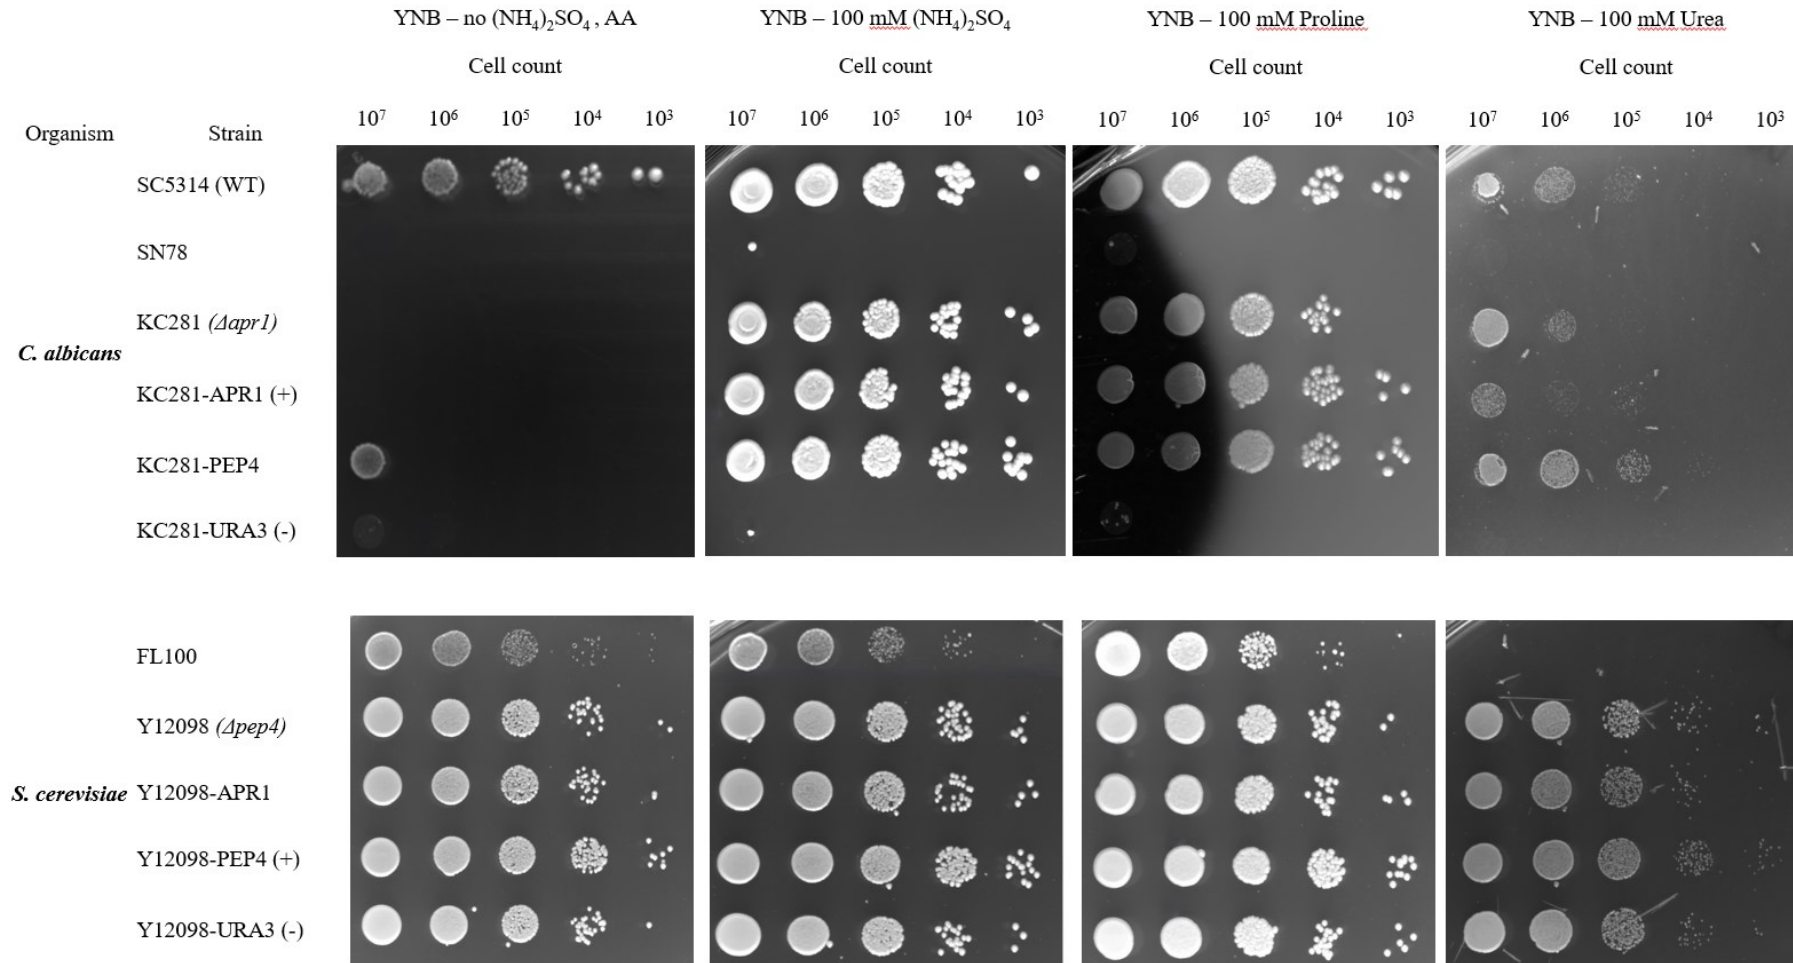 YNB – no (NH₄)₂SO₄ , AA YNB – 100 mM (NH₄)₂SO₄ YNB – 100 mM Proline YNB – 100 mM Urea
Cell count Cell count Cell count Cell count
10⁷ 10⁶ 10⁵ 10⁴ 10³ 10⁷ 10⁶ 10⁵ 10⁴ 10³ 10⁷ 10⁶ 10⁵ 10⁴ 10³ 10⁷ 10⁶ 10⁵ 10⁴ 10³
Organism Strain
SC5314 (WT)
SN78
KC281 (Δapr1)
C. albicans
KC281-APR1 (+)
KC281-PEP4
KC281-URA3 (-)
FL100
Y12098 (Δpep4)
S. cerevisiae Y12098-APR1
Y12098-PEP4 (+)
Y12098-URA3 (-)